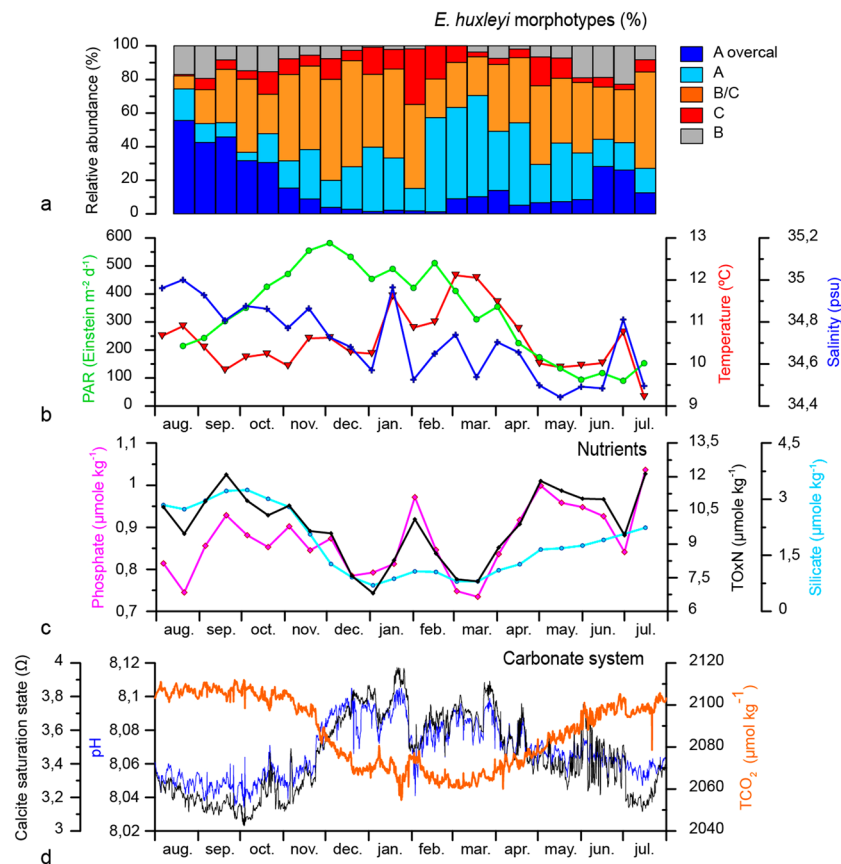 E. huxleyi morphotypes (%)
Relative abundance (%)
100
80
60
40
20
0
A overcal
A
B/C
C
B
a
PAR (Einstein m⁻² d⁻¹)
600
500
400
300
200
100
0
13
12
11
10
9
Temperature (ºC)
35,2
35
34,8
34,6
34,4
Salinity (psu)
aug. sep. oct. nov. dec. jan. feb. mar. apr. may. jun. jul.
b
Nutrients
Phosphate (µmole kg⁻¹)
1,1
1
0,9
0,8
0,7
13,5
12
10,5
9
7,5
6
TOxN (µmole kg⁻¹)
4,5
3
1,5
0
Silicate (µmole kg⁻¹)
aug. sep. oct. nov. dec. jan. feb. mar. apr. may. jun. jul.
c
Carbonate system
Calcite saturation state (Ω)
4
3,8
3,6
3,4
3,2
3
pH
8,12
8,1
8,08
8,06
8,04
8,02
2120
2100
2080
2060
2040
TCO₂ (µmol kg⁻¹)
aug. sep. oct. nov. dec. jan. feb. mar. apr. may. jun. jul.
d